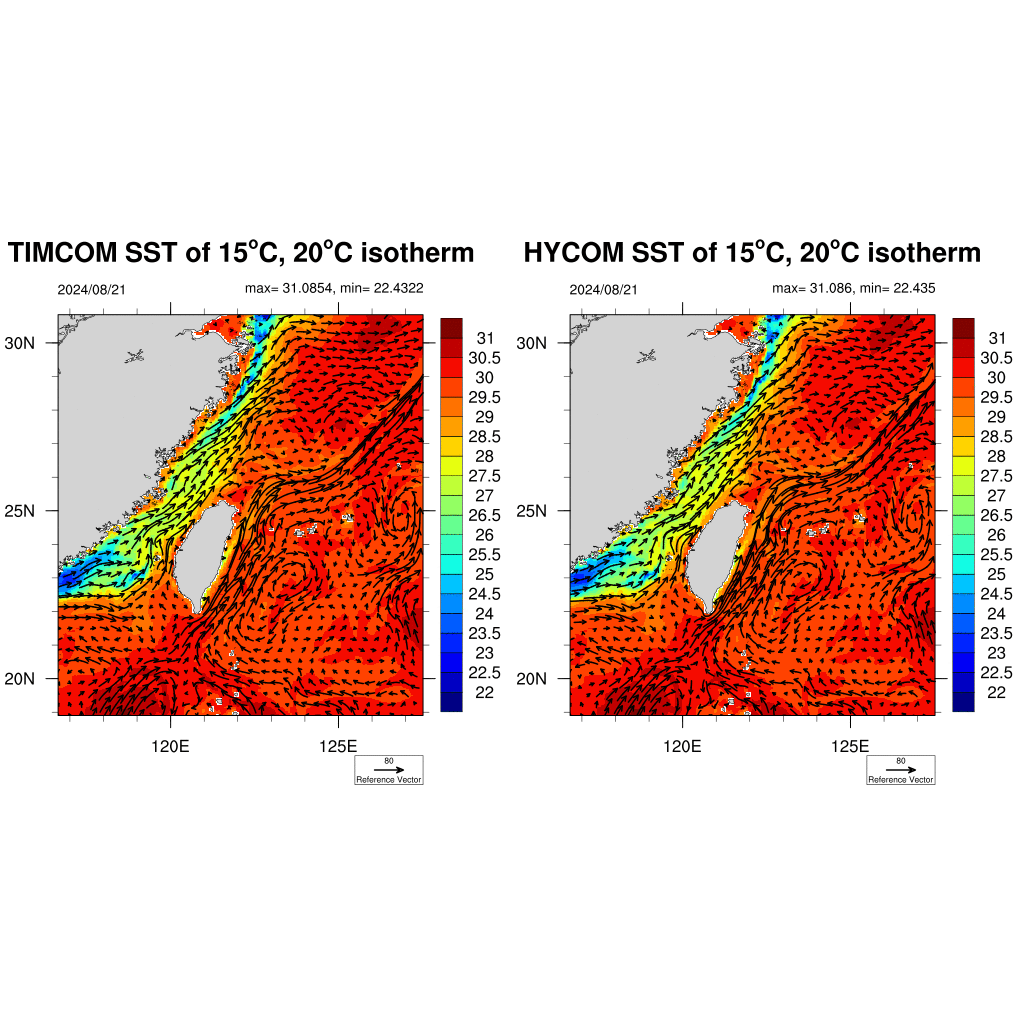 TIMCOM SST of 15°C, 20°C isotherm
2024/08/21
max= 31.0854, min= 22.4322
30N
25N
20N
120E
125E
31
30.5
30
29.5
29
28.5
28
27.5
27
26.5
26
25.5
25
24.5
24
23.5
23
22.5
22
80
Reference Vector
HYCOM SST of 15°C, 20°C isotherm
2024/08/21
max= 31.086, min= 22.435
30N
25N
20N
120E
125E
31
30.5
30
29.5
29
28.5
28
27.5
27
26.5
26
25.5
25
24.5
24
23.5
23
22.5
22
80
Reference Vector